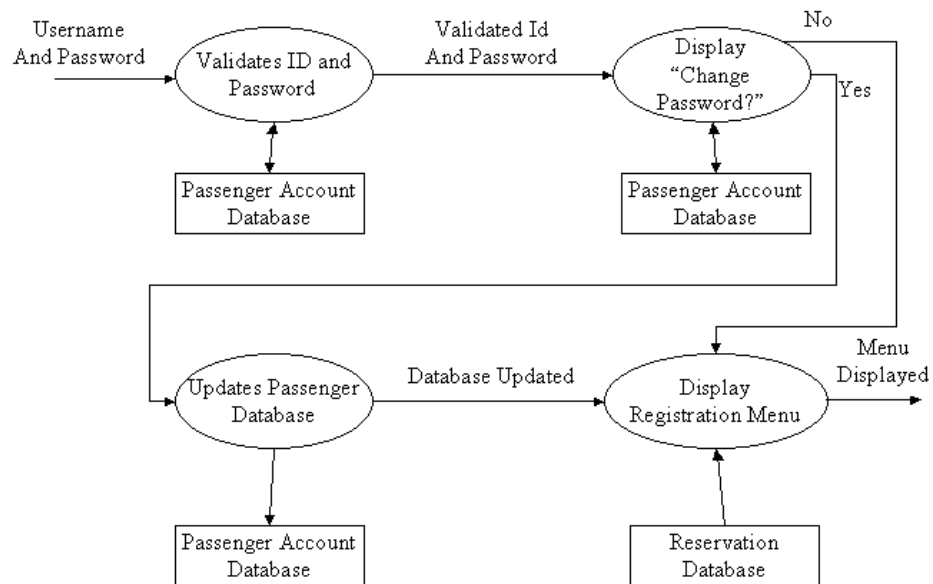 Username
And Password
Validates ID and
Password
Validated Id
And Password
Display
“Change
Password?”
No
Yes
Passenger Account
Database
Passenger Account
Database
Updates Passenger
Database
Database Updated
Display
Registration Menu
Menu
Displayed
Passenger Account
Database
Reservation
Database